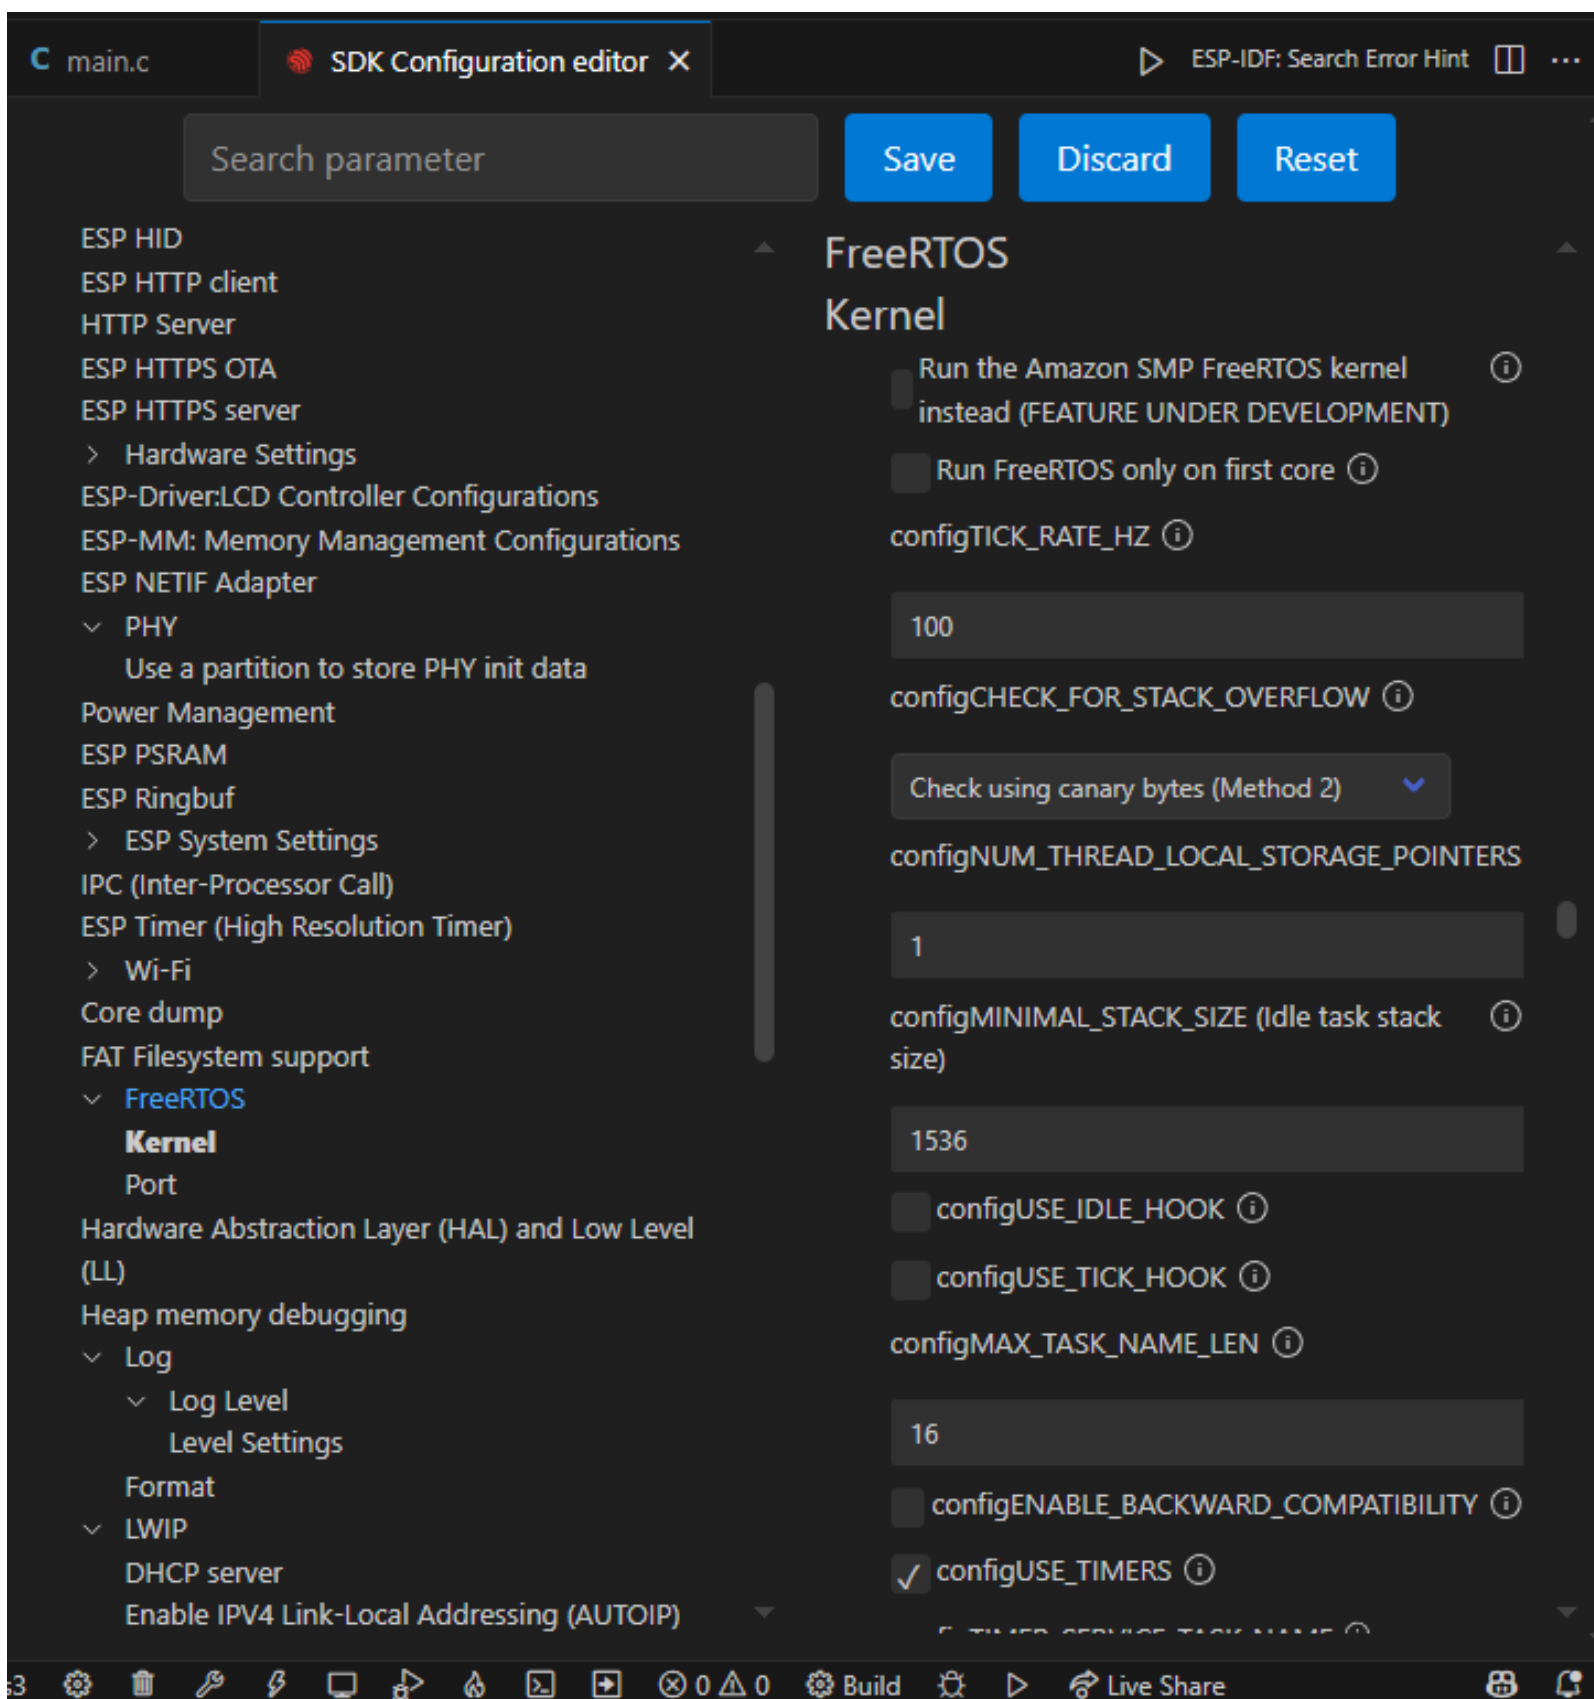 main.c
SDK Configuration editor
ESP-IDF: Search Error Hint
Search parameter
Save
Discard
Reset
ESP HID
ESP HTTP client
HTTP Server
ESP HTTPS OTA
ESP HTTPS server
Hardware Settings
ESP-Driver:LCD Controller Configurations
ESP-MM: Memory Management Configurations
ESP NETIF Adapter
PHY
Use a partition to store PHY init data
Power Management
ESP PSRAM
ESP Ringbuf
ESP System Settings
IPC (Inter-Processor Call)
ESP Timer (High Resolution Timer)
Wi-Fi
Core dump
FAT Filesystem support
FreeRTOS
Kernel
Port
Hardware Abstraction Layer (HAL) and Low Level
(LL)
Heap memory debugging
Log
Log Level
Level Settings
Format
LWIP
DHCP server
Enable IPV4 Link-Local Addressing (AUTOIP)
FreeRTOS
Kernel
Run the Amazon SMP FreeRTOS kernel
instead (FEATURE UNDER DEVELOPMENT)
Run FreeRTOS only on first core
configTICK_RATE_HZ
100
configCHECK_FOR_STACK_OVERFLOW
Check using canary bytes (Method 2)
configNUM_THREAD_LOCAL_STORAGE_POINTERS
1
configMINIMAL_STACK_SIZE (Idle task stack
size)
1536
configUSE_IDLE_HOOK
configUSE_TICK_HOOK
configMAX_TASK_NAME_LEN
16
configENABLE_BACKWARD_COMPATIBILITY
configUSE_TIMERS
s3
0
0
Build
Live Share